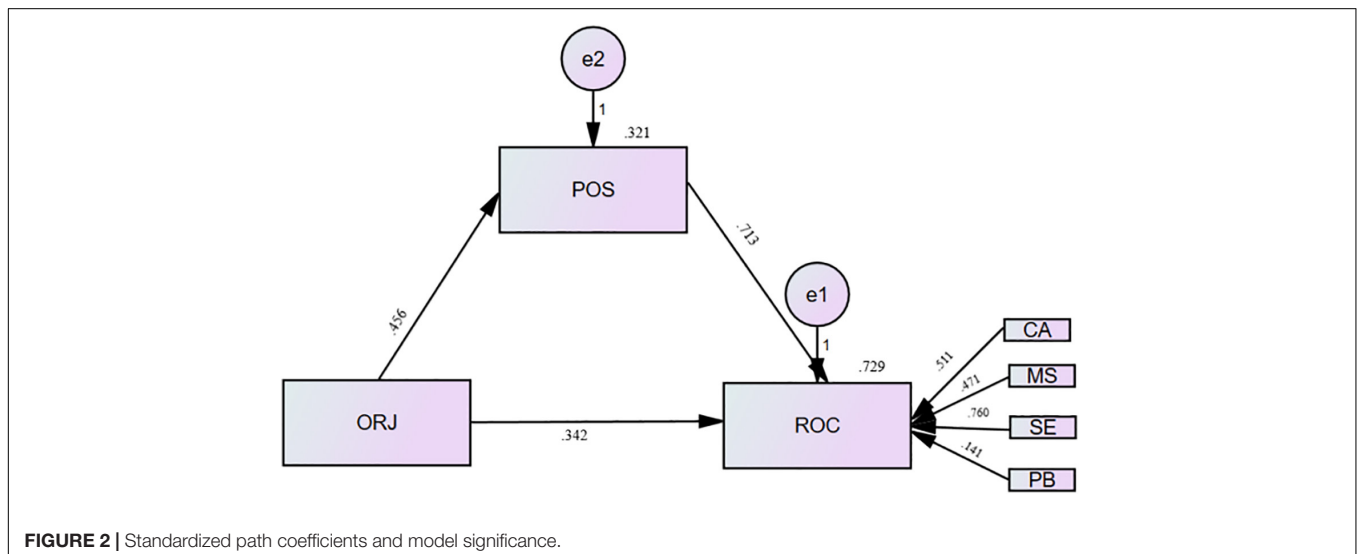 e2
1
.321
POS
.713
e1
1
.456
.729
CA
.511
MS
.471
ORJ
ROC
.760
SE
.342
.141
PB
FIGURE 2 | Standardized path coefficients and model significance.